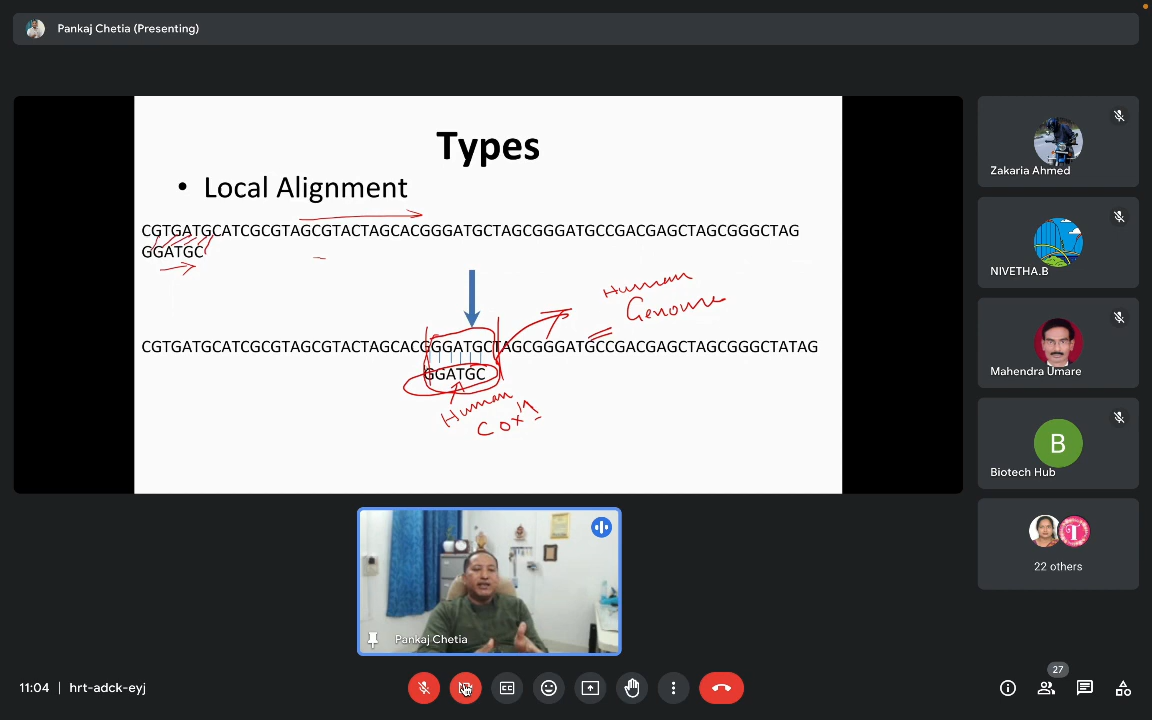 Pankaj Chetia (Presenting)
Types
• Local Alignment
CGTGATGCATCGCGTAGCGTACTAGCACGGGATGCTAGCGGGATGCCGACGAGCTAGCGGGCTAG
GGATGC
Human
Genome
CGTGATGCATCGCGTAGCGTACTAGCACGGGATGCTAGCGGGATGCCGACGAGCTAGCGGGCTATAG
GGATGC
Human
Cox1
Zakaria Ahmed
NIVETHA.B
Mahendra Umare
B
Biotech Hub
22 others
Pankaj Chetia
11:04 | hrt-adck-eyj
27